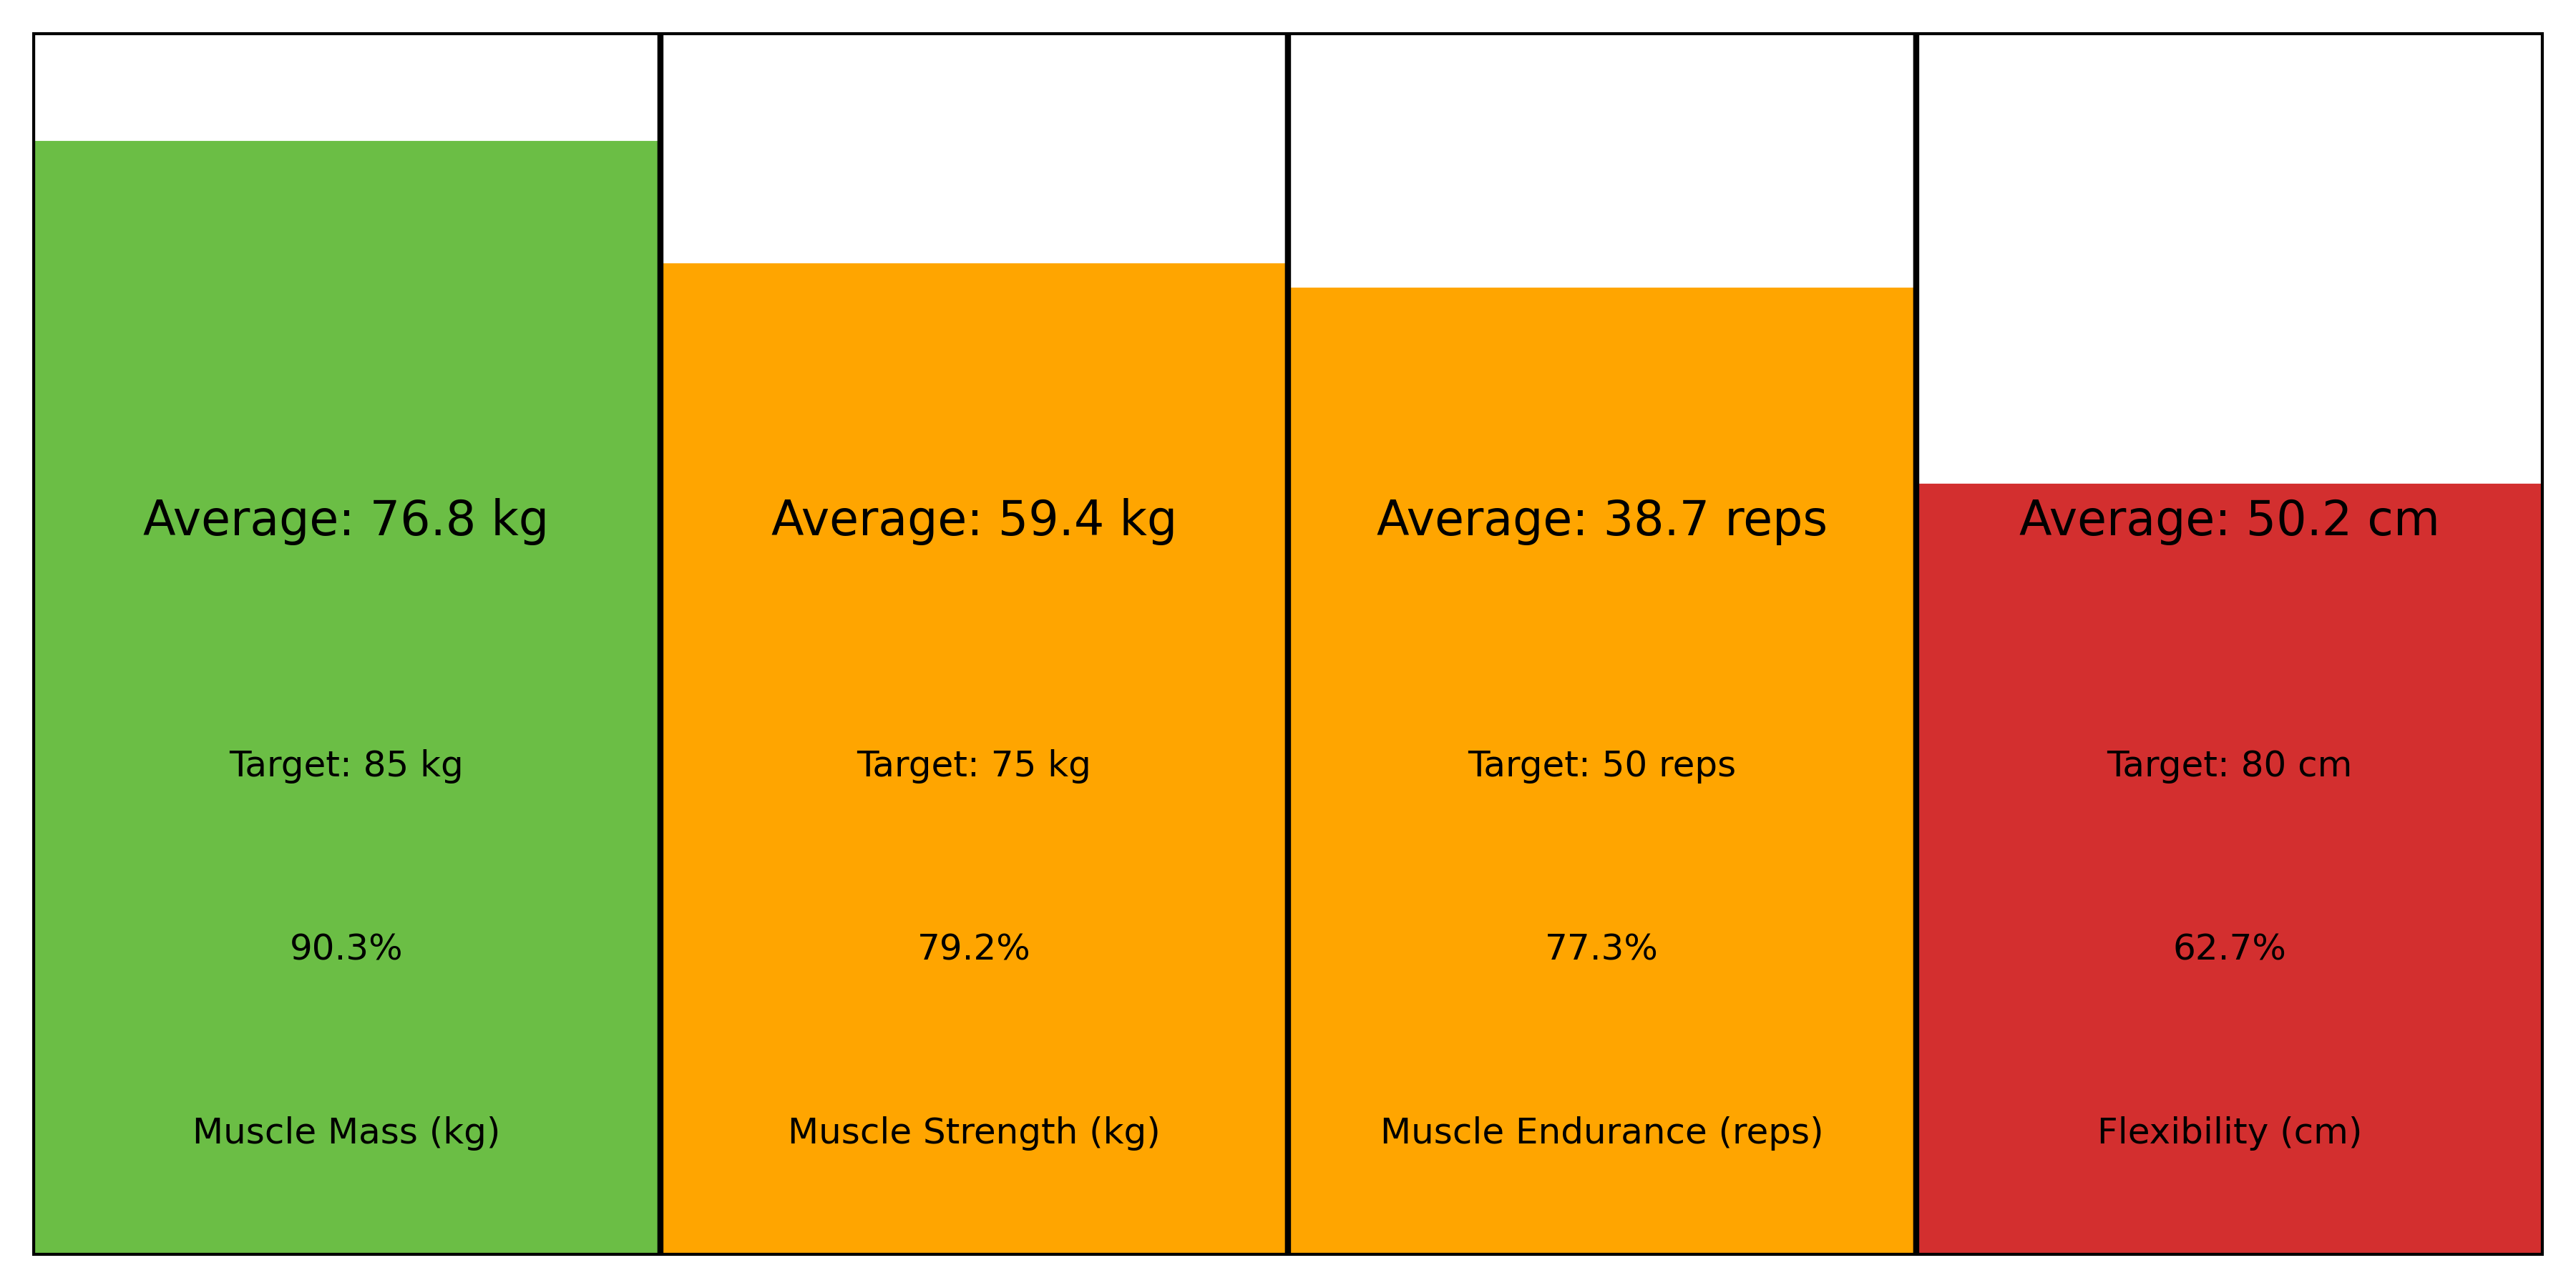 Average: 76.8 kg
Target: 85 kg
90.3%
Muscle Mass (kg)
Average: 59.4 kg
Target: 75 kg
79.2%
Muscle Strength (kg)
Average: 38.7 reps
Target: 50 reps
77.3%
Muscle Endurance (reps)
Average: 50.2 cm
Target: 80 cm
62.7%
Flexibility (cm)